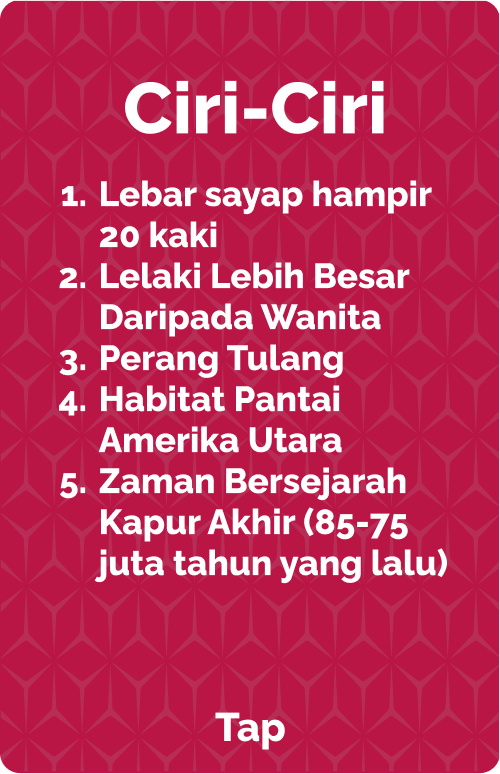 Ciri-Ciri
1. Lebar sayap hampir
20 kaki
2. Lelaki Lebih Besar
Daripada Wanita
3. Perang Tulang
4. Habitat Pantai
Amerika Utara
5. Zaman Bersejarah
Kapur Akhir (85-75
juta tahun yang lalu)
Tap